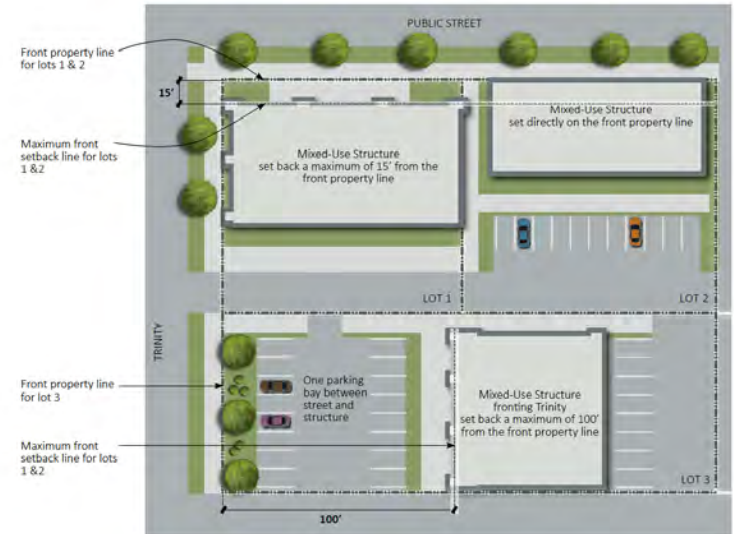 PUBLIC STREET
Front property line
for lots 1 & 2
15'
Maximum front
setback line for lots
1 &2
Mixed-Use Structure
set back a maximum of 15' from the
front property line
Mixed-Use Structure
set directly on the front property line
LOT 1
LOT 2
TRINITY
Front property line
for lot 3
Maximum front
setback line for lots
1&2
One parking
bay between
street and
structure
Mixed-Use Structure
fronting Trinity
set back a maximum of 100'
from the front property line
LOT 3
100'